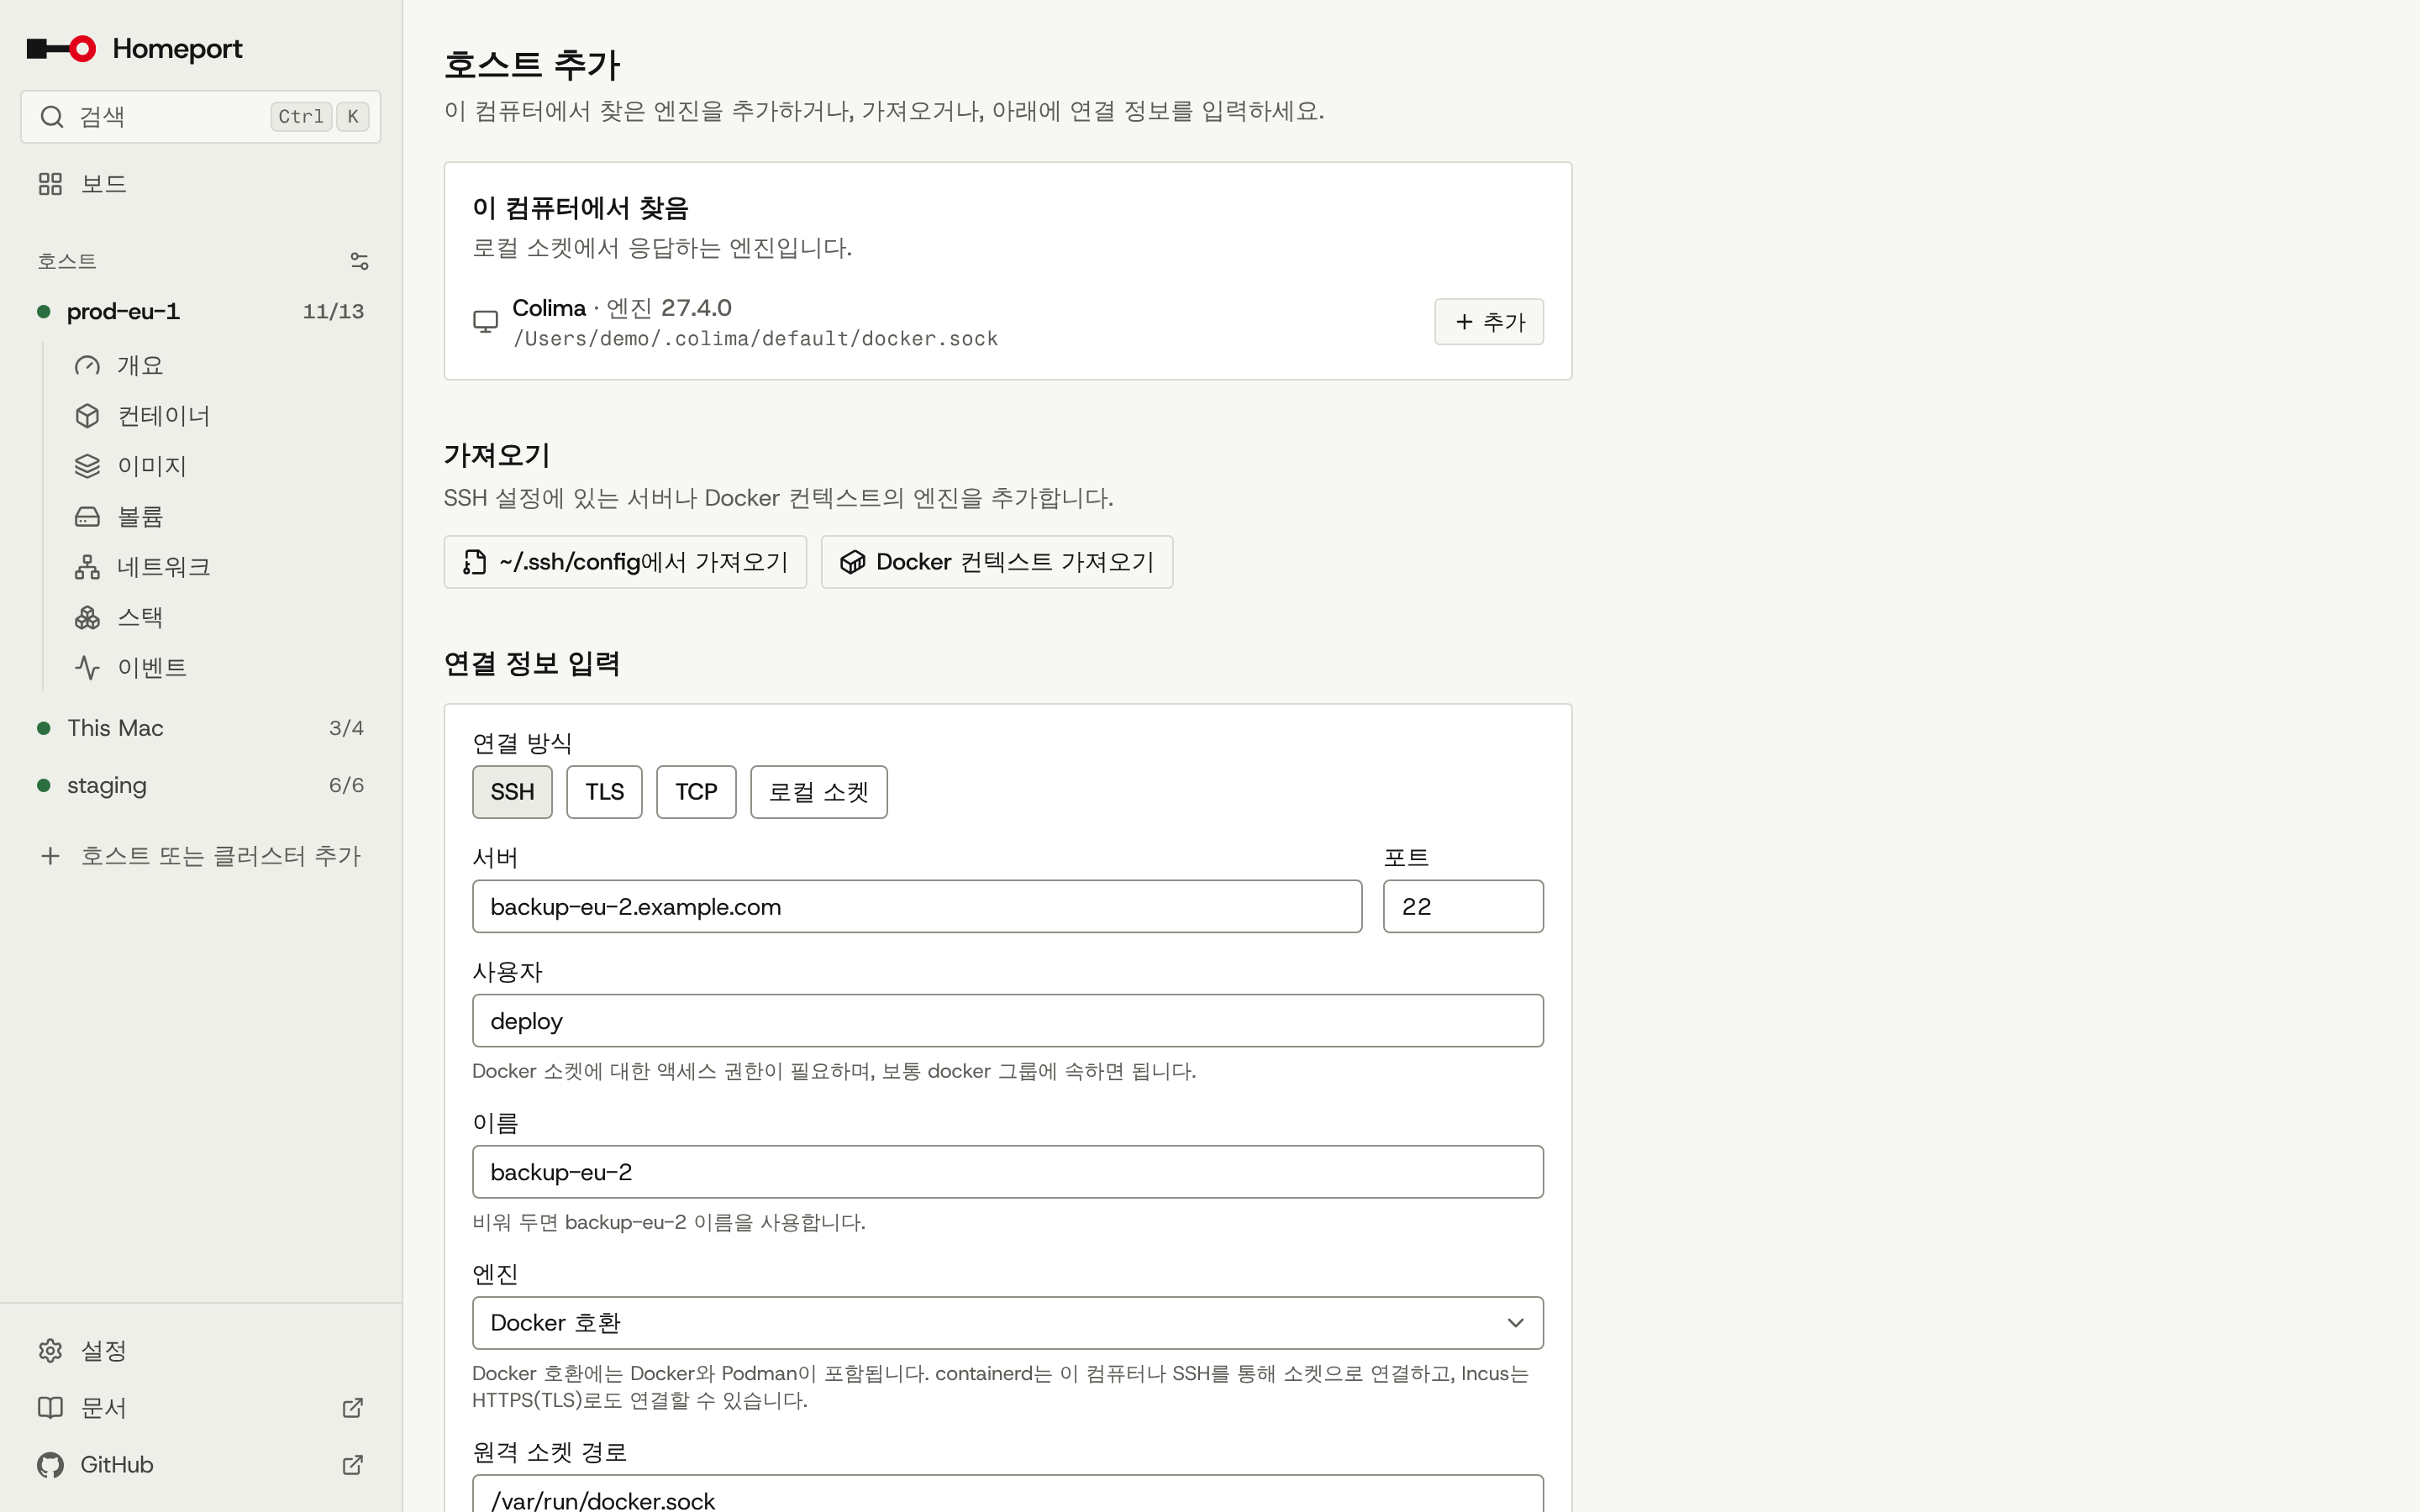 Homeport
검색
Ctrl K
보드
호스트
prod-eu-1 11/13
개요
컨테이너
이미지
볼륨
네트워크
스택
이벤트
This Mac 3/4
staging 6/6
호스트 또는 클러스터 추가
설정
문서
GitHub
호스트 추가
이 컴퓨터에서 찾은 엔진을 추가하거나, 가져오거나, 아래에 연결 정보를 입력하세요.
이 컴퓨터에서 찾음
로컬 소켓에서 응답하는 엔진입니다.
Colima · 엔진 27.4.0
/Users/demo/.colima/default/docker.sock
추가
가져오기
SSH 설정에 있는 서버나 Docker 컨텍스트의 엔진을 추가합니다.
~/.ssh/config에서 가져오기
Docker 컨텍스트 가져오기
연결 정보 입력
연결 방식
SSH TLS TCP 로컬 소켓
서버 포트
backup-eu-2.example.com 22
사용자
deploy
Docker 소켓에 대한 액세스 권한이 필요하며, 보통 docker 그룹에 속하면 됩니다.
이름
backup-eu-2
비워 두면 backup-eu-2 이름을 사용합니다.
엔진
Docker 호환
Docker 호환에는 Docker와 Podman이 포함됩니다. containerd는 이 컴퓨터나 SSH를 통해 소켓으로 연결하고, Incus는
HTTPS(TLS)로도 연결할 수 있습니다.
원격 소켓 경로
/var/run/docker.sock